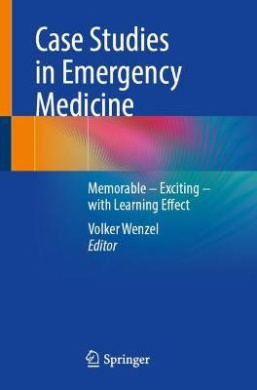 Case Studies
in Emergency
Medicine
Memorable – Exciting –
with Learning Effect
Volker Wenzel
Editor
Springer